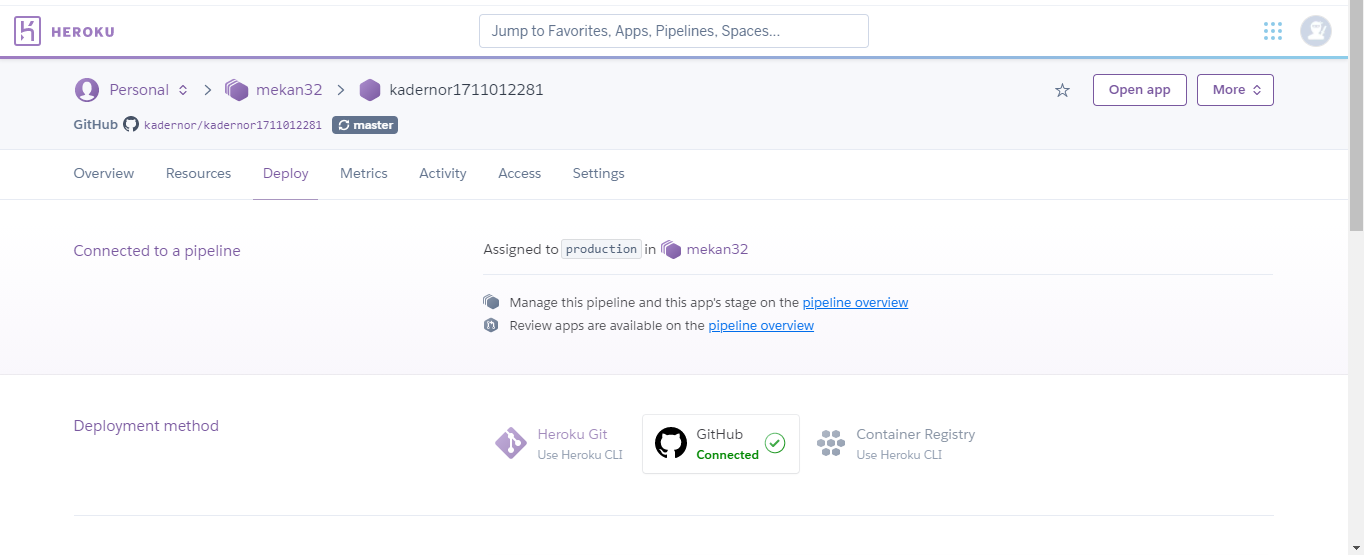 HEROKU
Jump to Favorites, Apps, Pipelines, Spaces...
Personal mekan32 kadernor1711012281
Open app
More
GitHub kadernor/kadernor1711012281 master
Overview Resources Deploy Metrics Activity Access Settings
Connected to a pipeline
Assigned to production in mekan32
Manage this pipeline and this app's stage on the pipeline overview
Review apps are available on the pipeline overview
Deployment method
Heroku Git
Use Heroku CLI
GitHub
Connected
Container Registry
Use Heroku CLI